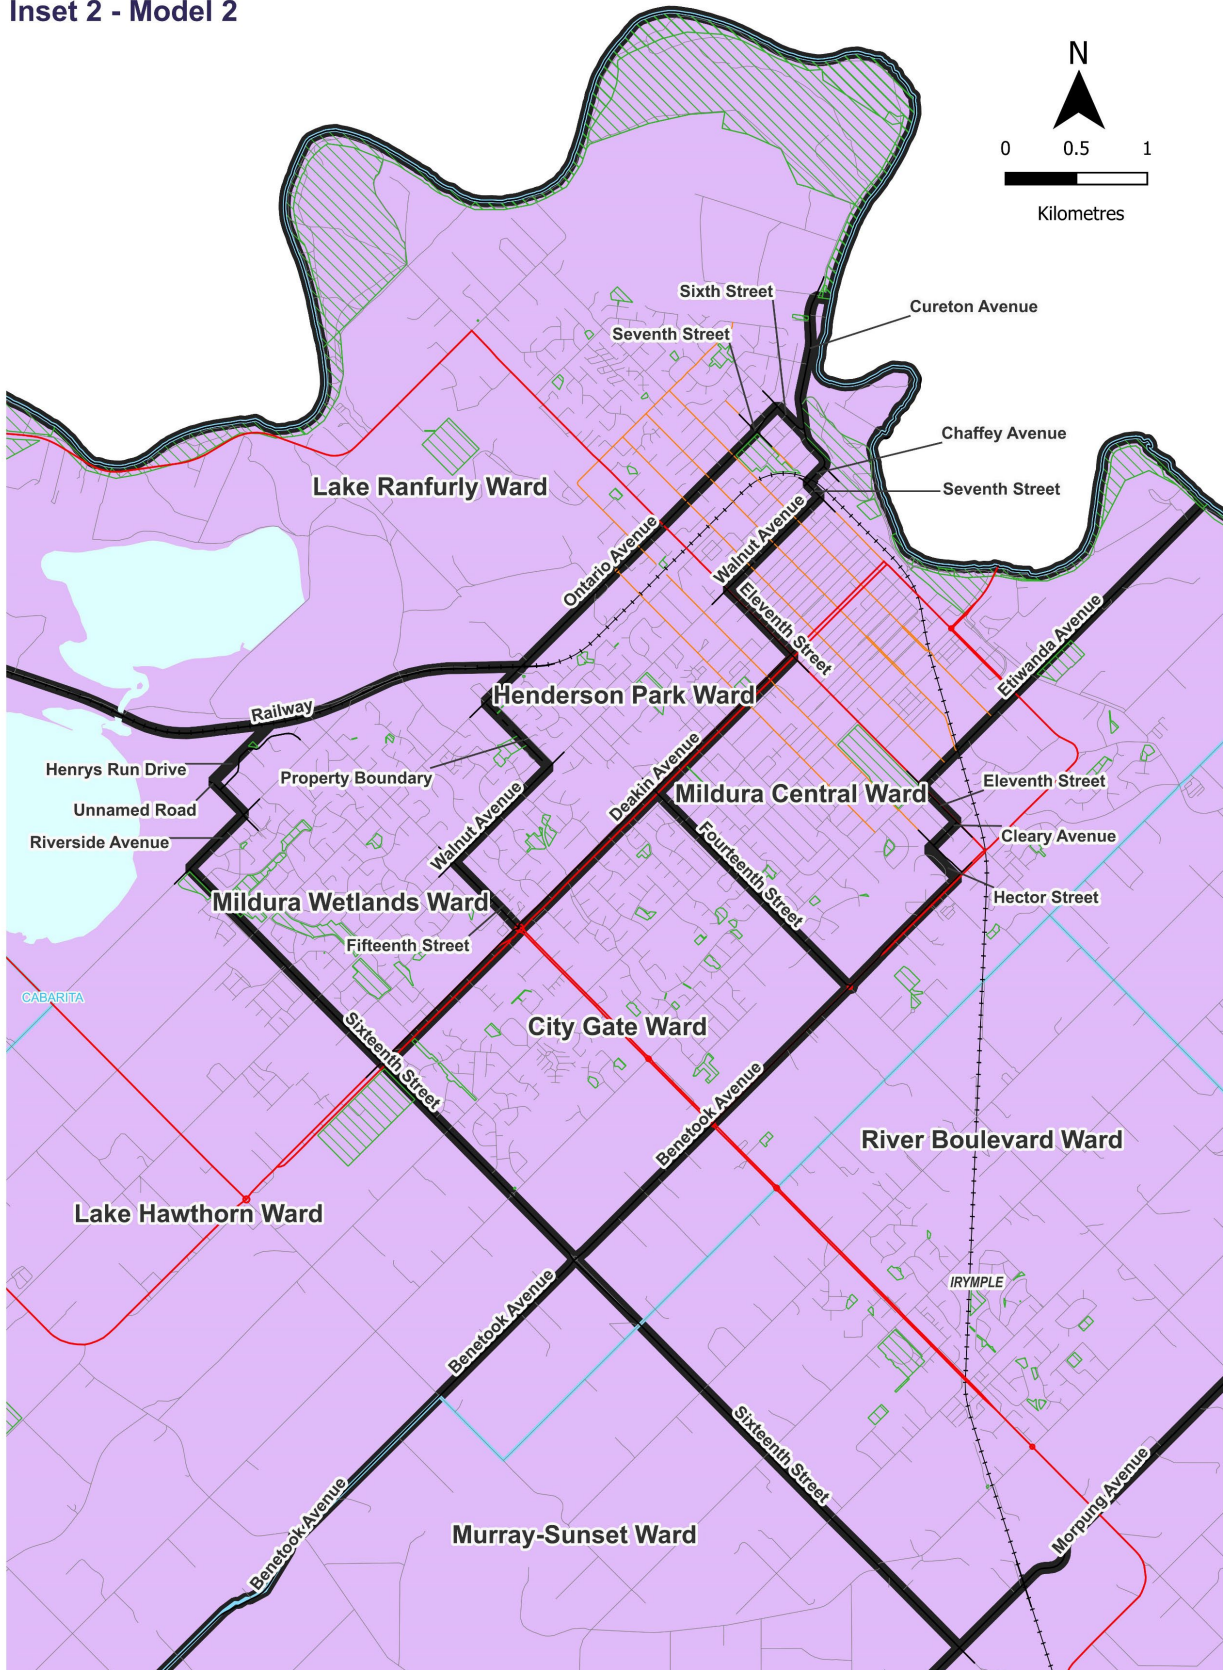 Inset 2 - Model 2
N
0 0.5 1
Kilometres
Sixth Street
Cureton Avenue
Seventh Street
Chaffey Avenue
Lake Ranfurly Ward
Seventh Street
Walnut Avenue
Ontario Avenue
Eleventh Street
Etiwanda Avenue
Henderson Park Ward
Railway
Henrys Run Drive
Property Boundary
Deakin Avenue
Eleventh Street
Mildura Central Ward
Unnamed Road
Walnut Avenue
Cleary Avenue
Riverside Avenue
Fourteenth Street
Hector Street
Mildura Wetlands Ward
Fifteenth Street
CABARITA
City Gate Ward
Sixteenth Street
Benetook Avenue
River Boulevard Ward
Lake Hawthorn Ward
IRYMPLE
Benetook Avenue
Sixteenth Street
Morpung Avenue
Benetook Avenue
Murray-Sunset Ward